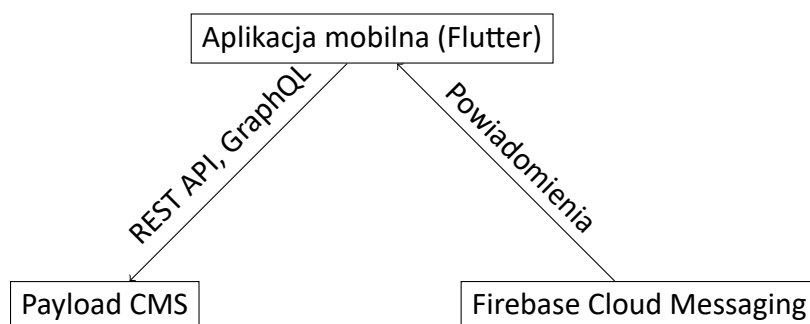 Aplikacja mobilna (Flutter)
REST API, GraphQL
Powiadomienia
Payload CMS
Firebase Cloud Messaging